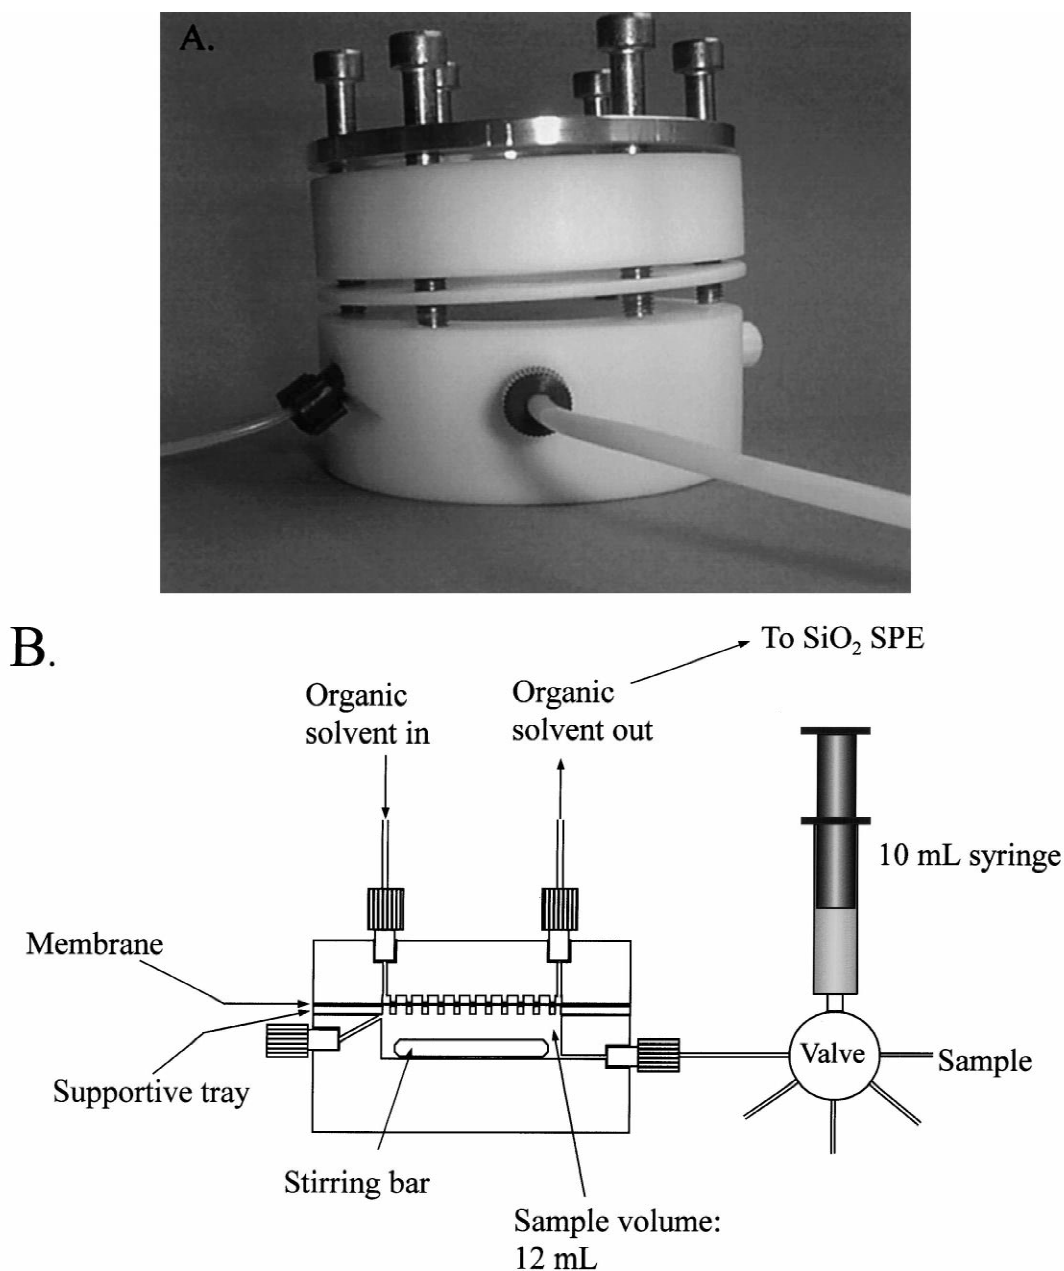 A.
B.
To SiO₂ SPE
Organic
solvent in
Organic
solvent out
10 mL syringe
Membrane
Valve
Sample
Supportive tray
Stirring bar
Sample volume:
12 mL